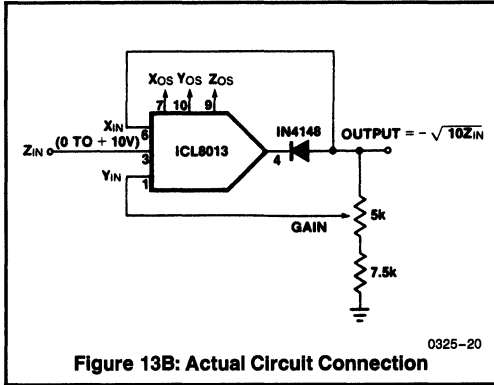 XOS YOS ZOS
7 10 9
XIN
6
IN4148
OUTPUT = - √10ZIN
(0 TO + 10V)
ZIN
3
ICL8013
4
YIN
1
5k
GAIN
7.5k
0325-20
Figure 13B: Actual Circuit Connection